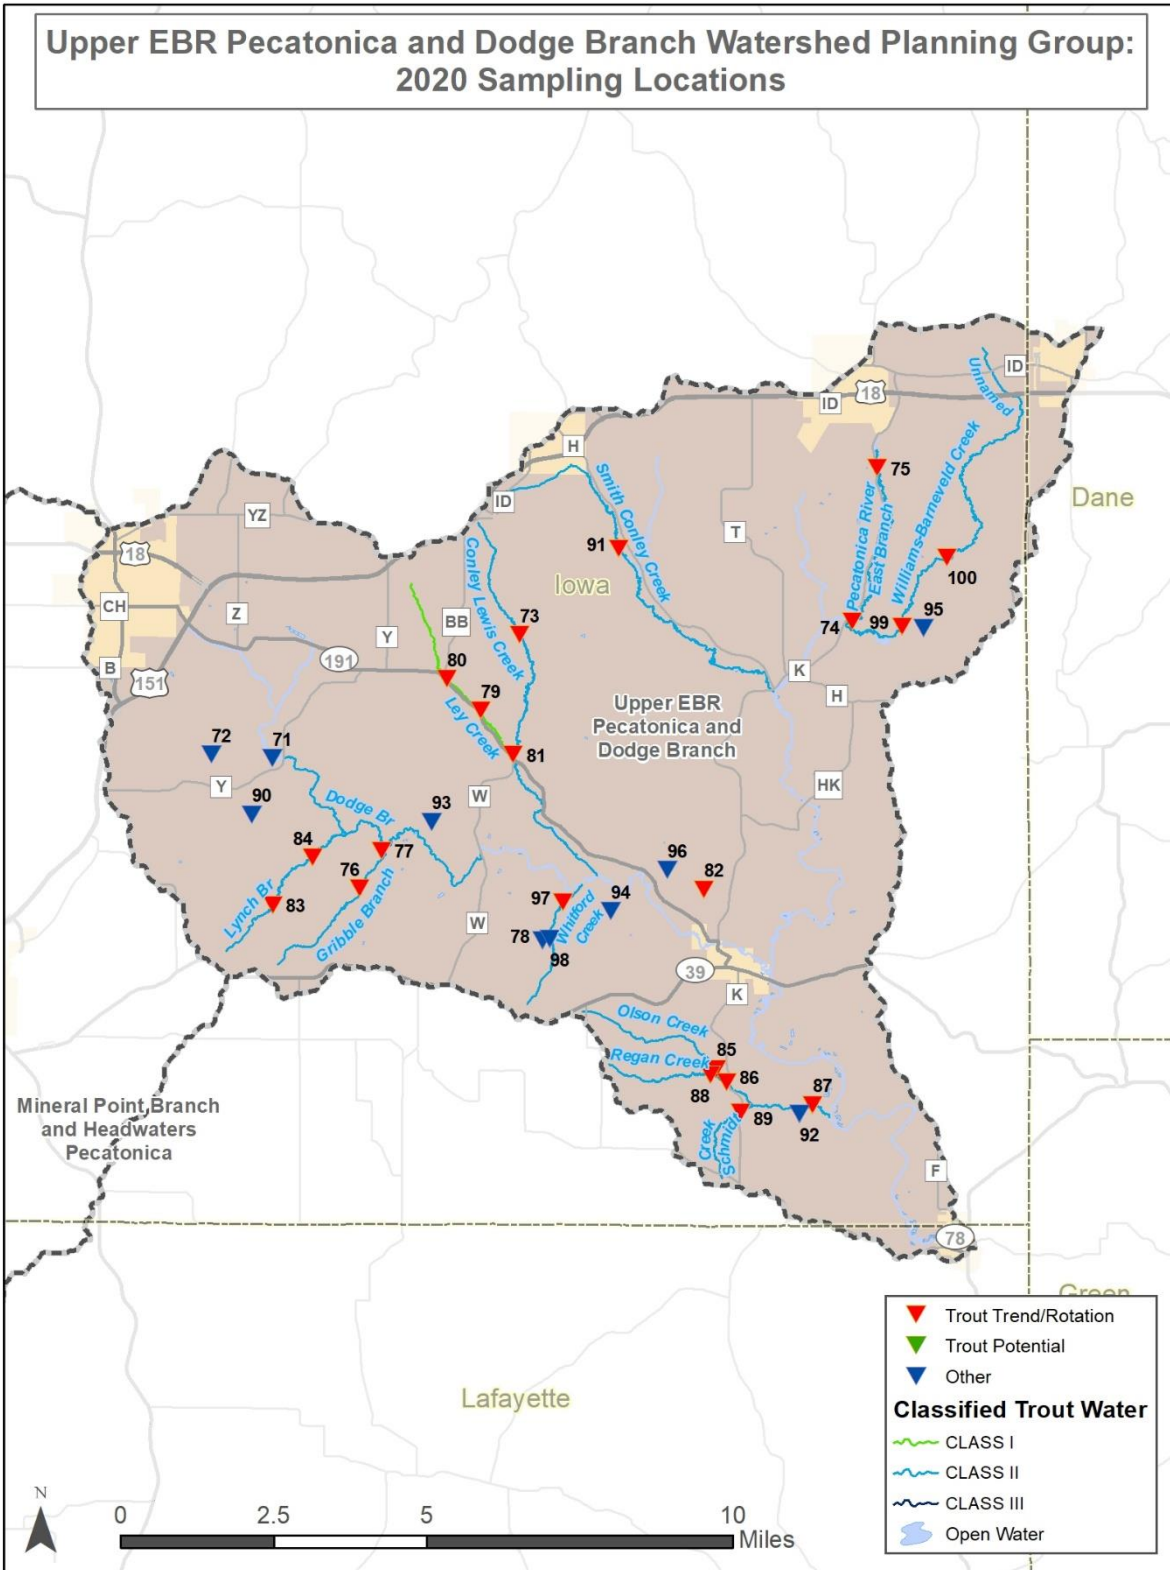 Upper EBR Pecatonica and Dodge Branch Watershed Planning Group:
2020 Sampling Locations
ID
Unnamed
18
ID
H
75
Dane
Smith Conley Creek
Williams-Barneveld Creek
ID
YZ
Pecatonica River
East Branch
T
18
91
Conley Lewis Creek
100
Iowa
CH
Z
BB
73
74
99
95
Y
191
80
B
151
K
79
H
Ley Creek
Upper EBR
Pecatonica and
Dodge Branch
72
71
81
Y
W
HK
90
Dodge Br
93
84
77
96
82
76
97
94
Lynch Br
83
Whitford
Creek
Gribble Branch
W
78
98
39
K
Olson Creek
85
Regan Creek
86
87
88
89
92
Mineral Point Branch
and Headwaters
Pecatonica
Creek
Schmidt
F
78
Green
Trout Trend/Rotation
Trout Potential
Other
Classified Trout Water
CLASS I
CLASS II
CLASS III
Open Water
Lafayette
N
0 2.5 5 10
Miles